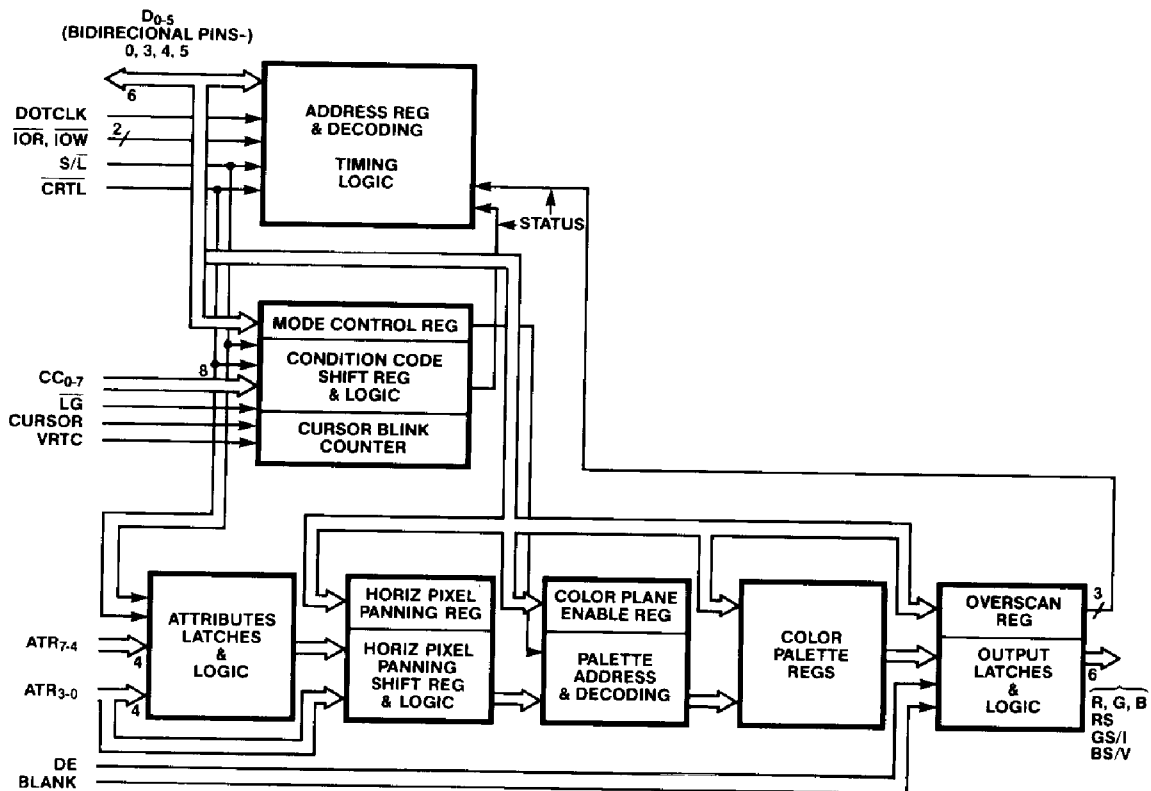 D0-5
(BIDIRECIONAL PINS-)
0, 3, 4, 5
6
DOTCLK
IOR, IOW
2
S/L
CRTL
ADDRESS REG
& DECODING
TIMING
LOGIC
STATUS
MODE CONTROL REG
CONDITION CODE
SHIFT REG
& LOGIC
CURSOR BLINK
COUNTER
8
CC0-7
LG
CURSOR
VRTC
ATTRIBUTES
LATCHES
&
LOGIC
HORIZ PIXEL
PANNING REG
HORIZ PIXEL
PANNING
SHIFT REG
& LOGIC
COLOR PLANE
ENABLE REG
PALETTE
ADDRESS
& DECODING
COLOR
PALETTE
REGS
OVERSCAN
REG
OUTPUT
LATCHES
&
LOGIC
3
6
R, G, B
RS
GS/I
BS/V
ATR7-4
4
ATR3-0
4
DE
BLANK